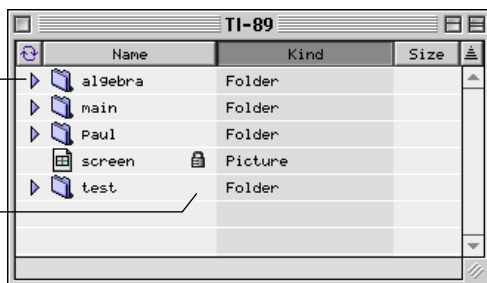 TI-89
Name Kind Size
algebra Folder
main Folder
Paul Folder
screen Picture
test Folder